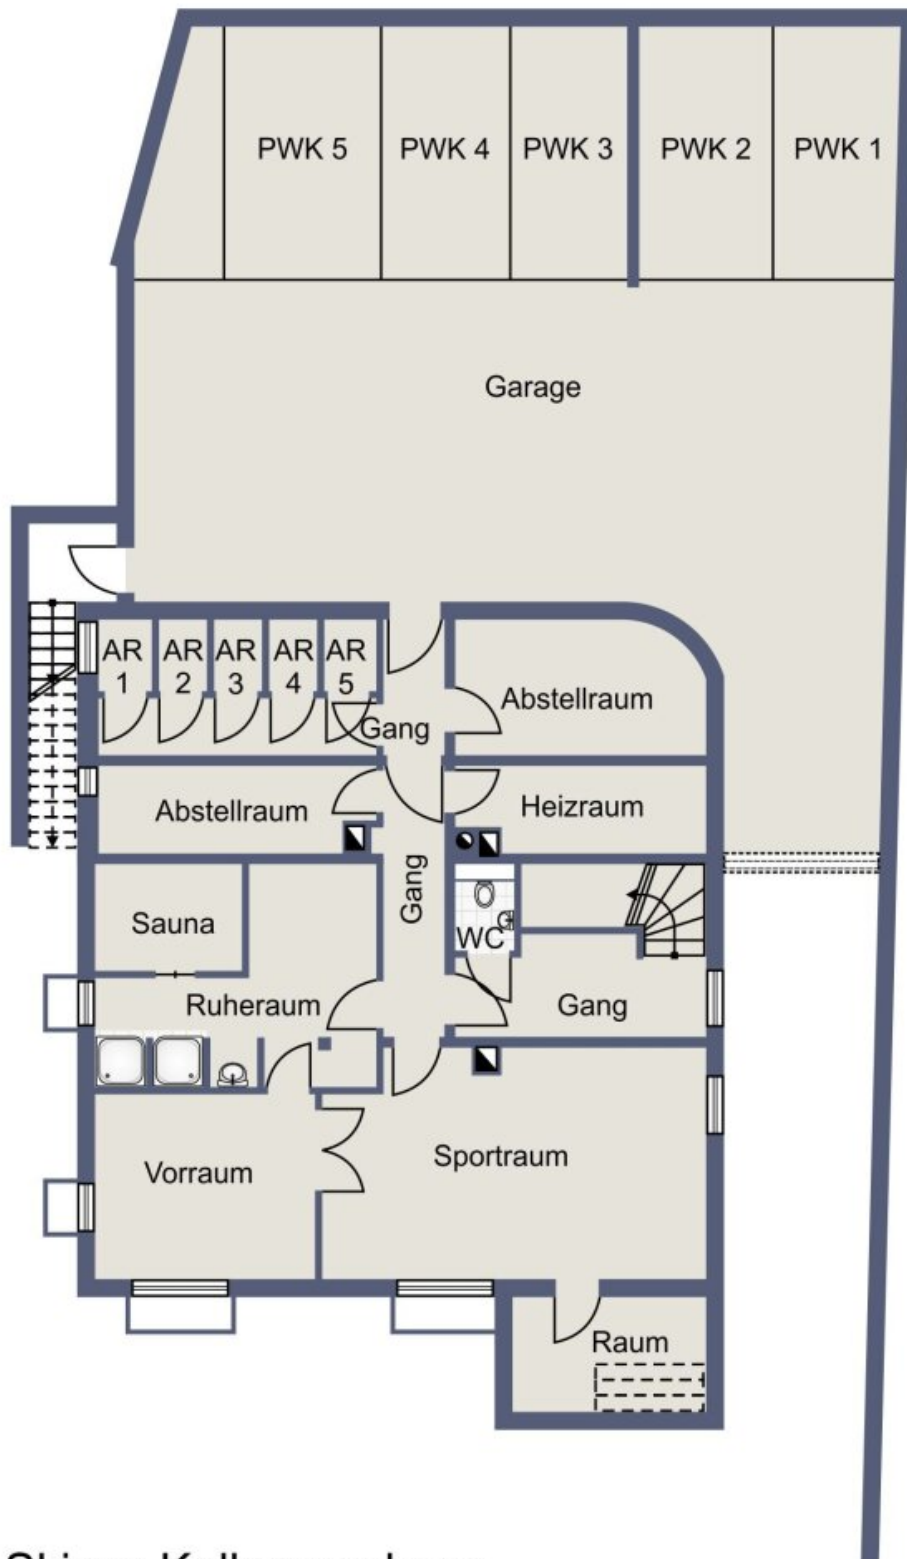 PWK 5
PWK 4
PWK 3
PWK 2
PWK 1
Garage
AR
1
AR
2
AR
3
AR
4
AR
5
Gang
Abstellraum
Abstellraum
Heizraum
Gang
Sauna
WC
Ruheraum
Gang
Vorraum
Sportraum
Raum